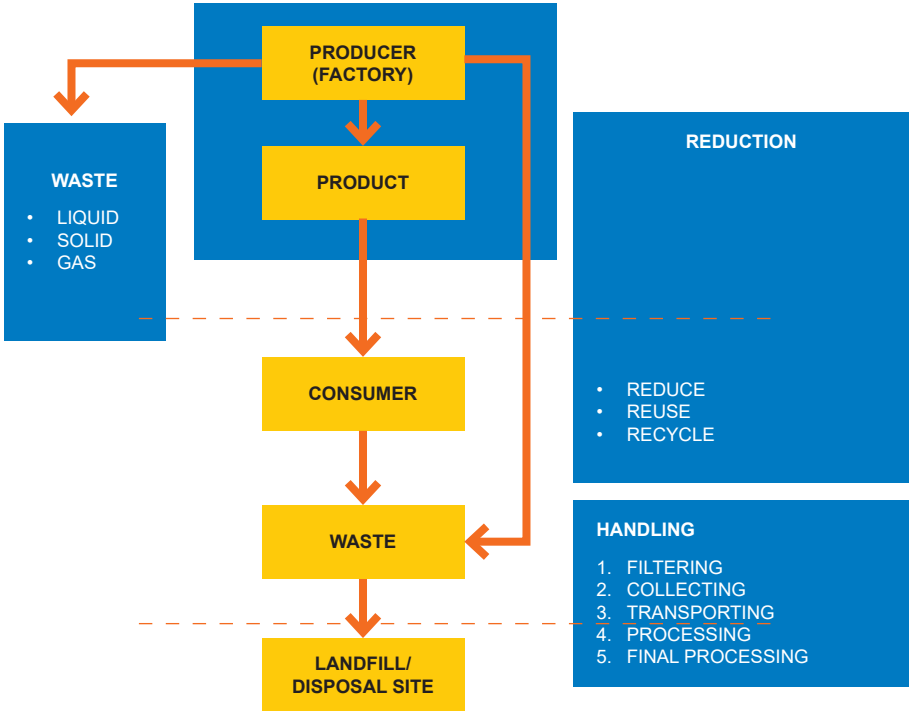 PRODUCER
(FACTORY)
PRODUCT
WASTE
• LIQUID
• SOLID
• GAS
REDUCTION
• REDUCE
• REUSE
• RECYCLE
CONSUMER
WASTE
HANDLING
1. FILTERING
2. COLLECTING
3. TRANSPORTING
4. PROCESSING
5. FINAL PROCESSING
LANDFILL/
DISPOSAL SITE